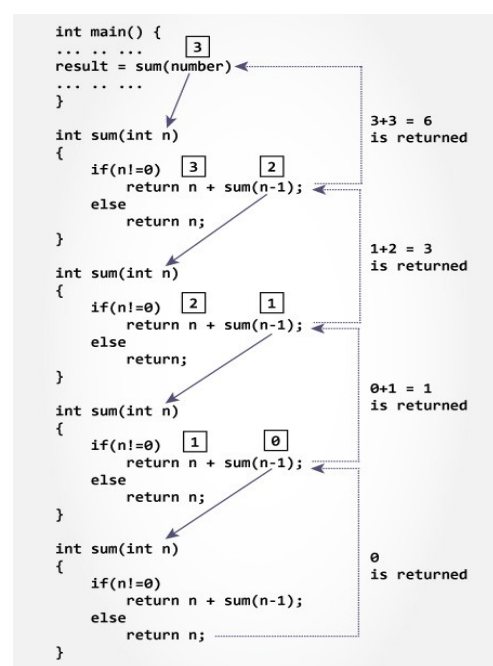 int main() {
... .. ...
3
result = sum(number)
... .. ...
}
3+3 = 6
is returned
int sum(int n)
{
if(n!=0) 3 2
return n + sum(n-1);
else
return n;
}
1+2 = 3
is returned
int sum(int n)
{
if(n!=0) 2 1
return n + sum(n-1);
else
return;
}
0+1 = 1
is returned
int sum(int n)
{
if(n!=0) 1 0
return n + sum(n-1);
else
return n;
}
0
is returned
int sum(int n)
{
if(n!=0)
return n + sum(n-1);
else
return n;
}